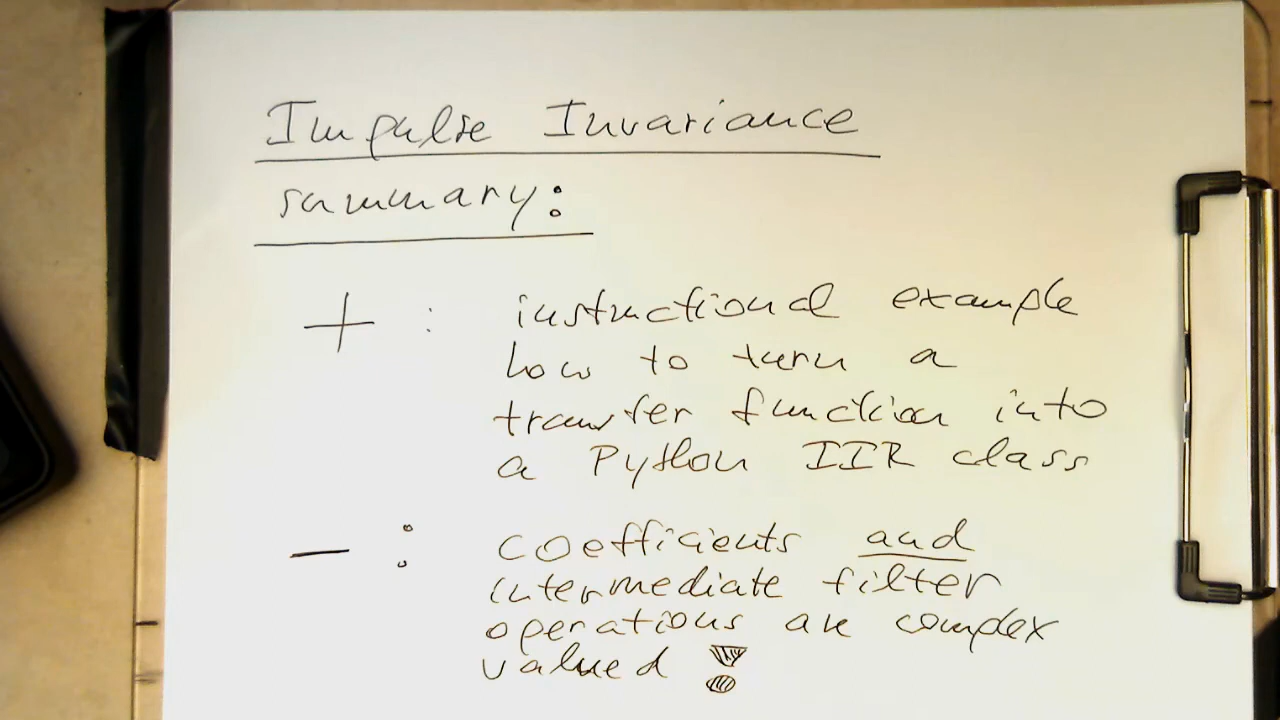 Impulse Invariance
summary:
+ : instructional example
how to turn a
transfer function into
a Python IIR class
— : coefficients and
intermediate filter
operations are complex
valued !